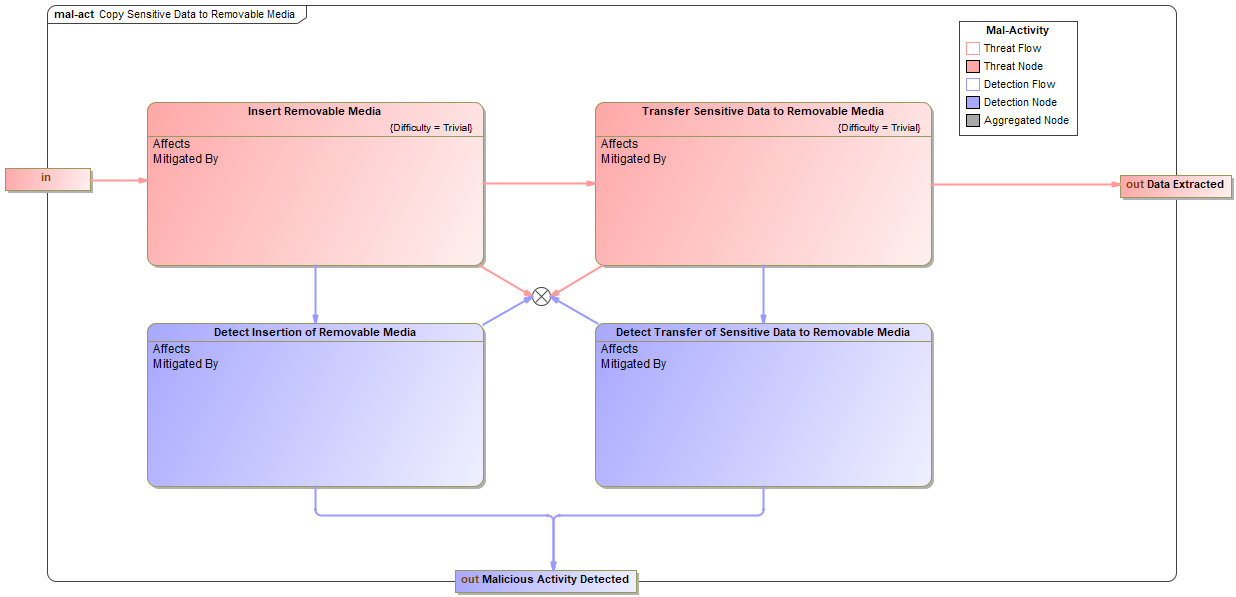 mal-act Copy Sensitive Data to Removable Media
Mal-Activity
Threat Flow
Threat Node
Detection Flow
Detection Node
Aggregated Node
Insert Removable Media
{Difficulty = Trivial}
Affects
Mitigated By
Transfer Sensitive Data to Removable Media
{Difficulty = Trivial}
Affects
Mitigated By
in
out Data Extracted
Detect Insertion of Removable Media
Affects
Mitigated By
Detect Transfer of Sensitive Data to Removable Media
Affects
Mitigated By
out Malicious Activity Detected